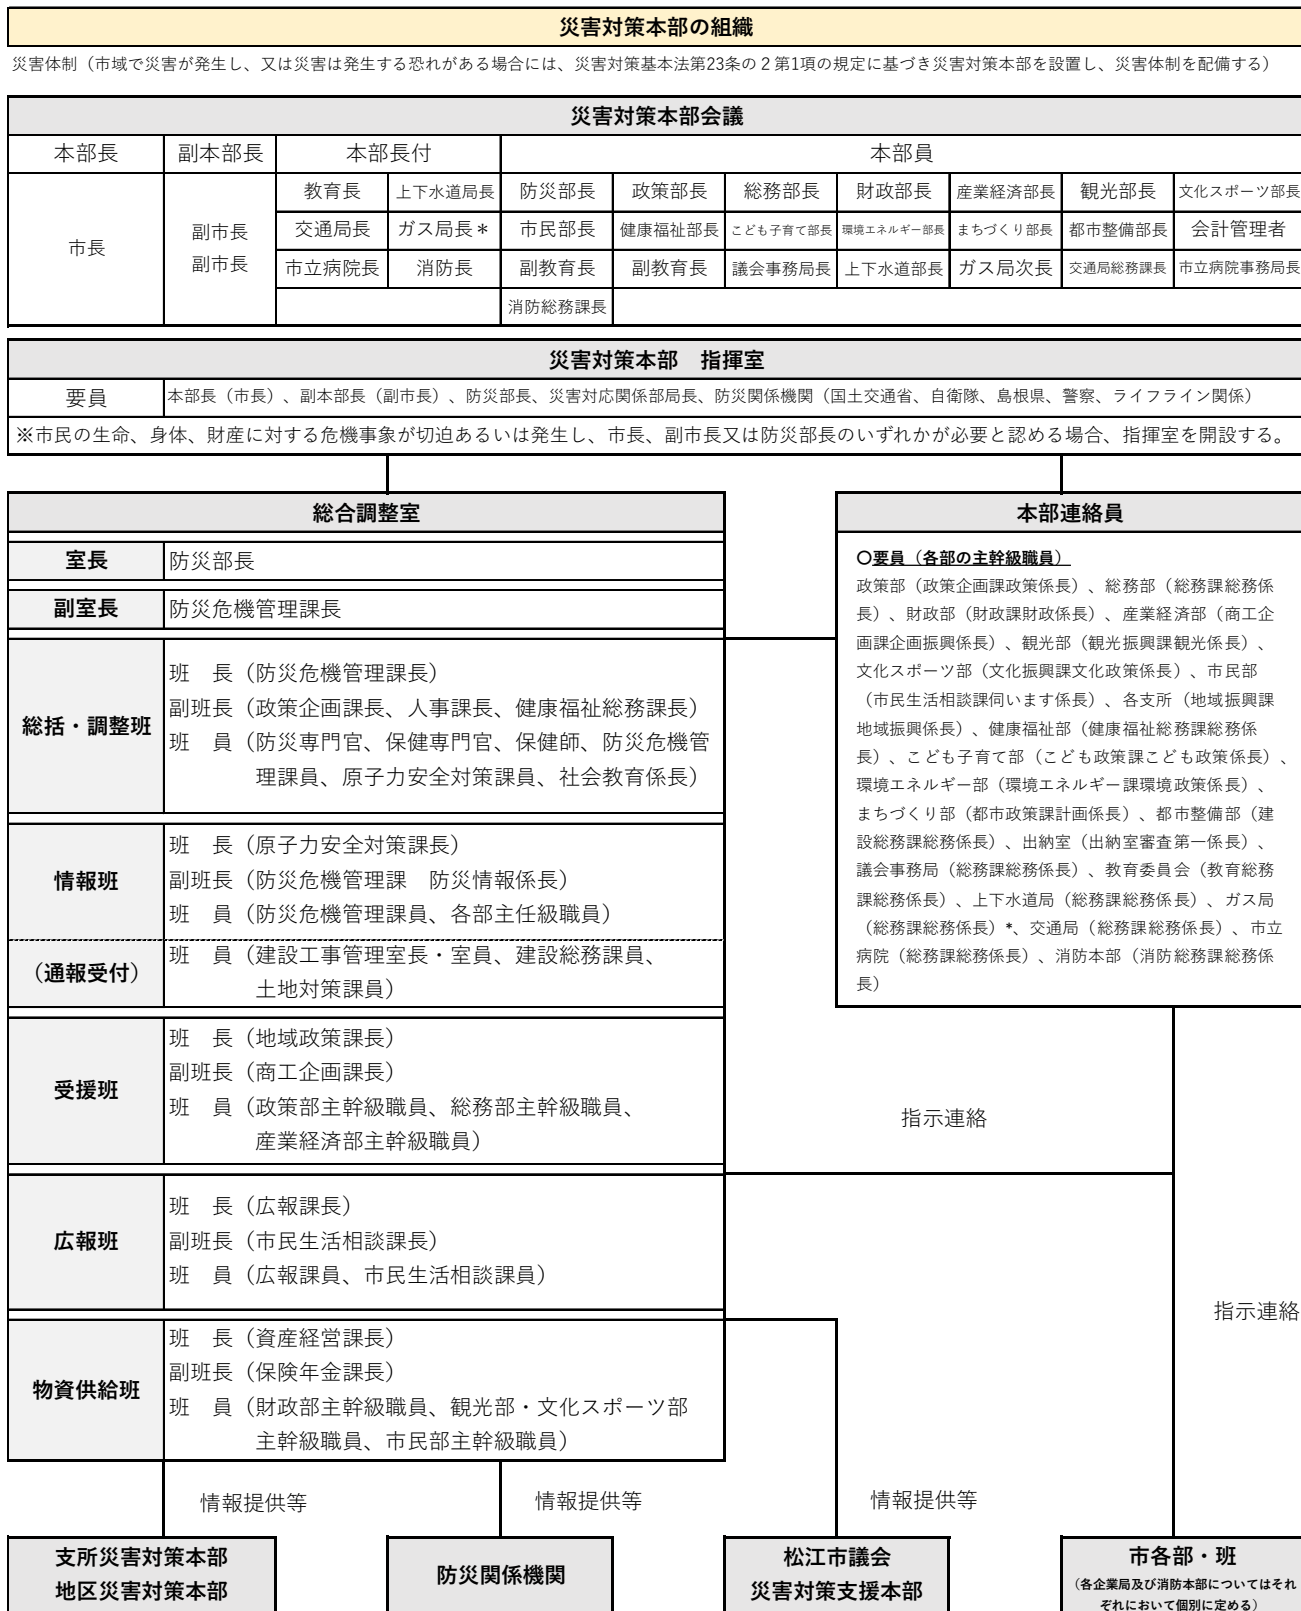 災害対策本部の組織
災害体制（市域で災害が発生し、又は災害は発生する恐れがある場合には、災害対策基本法第23条の２第1項の規定に基づき災害対策本部を設置し、災害体制を配備する）
災害対策本部会議
本部長 副本部長 本部長付 本部員
市長
副市長
副市長
教育長 上下水道局長 防災部長 政策部長 総務部長 財政部長 産業経済部長 観光部長 文化スポーツ部長
交通局長 ガス局長＊ 市民部長 健康福祉部長 こども子育て部長 環境エネルギー部長 まちづくり部長 都市整備部長 会計管理者
市立病院長 消防長 副教育長 副教育長 議会事務局長 上下水道部長 ガス局次長 交通局総務課長 市立病院事務局長
消防総務課長
災害対策本部　指揮室
要員 本部長（市長）、副本部長（副市長）、防災部長、災害対応関係部局長、防災関係機関（国土交通省、自衛隊、島根県、警察、ライフライン関係）
※市民の生命、身体、財産に対する危機事象が切迫あるいは発生し、市長、副市長又は防災部長のいずれかが必要と認める場合、指揮室を開設する。
総合調整室
室長 防災部長
副室長 防災危機管理課長
総括・調整班
班　長（防災危機管理課長）
副班長（政策企画課長、人事課長、健康福祉総務課長）
班　員（防災専門官、保健専門官、保健師、防災危機管
理課員、原子力安全対策課員、社会教育係長）
情報班
班　長（原子力安全対策課長）
副班長（防災危機管理課　防災情報係長）
班　員（防災危機管理課員、各部主任級職員）
（通報受付）
班　員（建設工事管理室長・室員、建設総務課員、
土地対策課員）
受援班
班　長（地域政策課長）
副班長（商工企画課長）
班　員（政策部主幹級職員、総務部主幹級職員、
産業経済部主幹級職員）
広報班
班　長（広報課長）
副班長（市民生活相談課長）
班　員（広報課員、市民生活相談課員）
物資供給班
班　長（資産経営課長）
副班長（保険年金課長）
班　員（財政部主幹級職員、観光部・文化スポーツ部
主幹級職員、市民部主幹級職員）
本部連絡員
〇要員（各部の主幹級職員）
政策部（政策企画課政策係長）、総務部（総務課総務係
長）、財政部（財政課財政係長）、産業経済部（商工企
画課企画振興係長）、観光部（観光振興課観光係長）、
文化スポーツ部（文化振興課文化政策係長）、市民部
（市民生活相談課伺います係長）、各支所（地域振興課
地域振興係長）、健康福祉部（健康福祉総務課総務係
長）、こども子育て部（こども政策課こども政策係長）、
環境エネルギー部（環境エネルギー課環境政策係長）、
まちづくり部（都市政策課計画係長）、都市整備部（建
設総務課総務係長）、出納室（出納室審査第一係長）、
議会事務局（総務課総務係長）、教育委員会（教育総務
課総務係長）、上下水道局（総務課総務係長）、ガス局
（総務課総務係長）*、交通局（総務課総務係長）、市立
病院（総務課総務係長）、消防本部（消防総務課総務係
長）
指示連絡
指示連絡
情報提供等 情報提供等 情報提供等
支所災害対策本部
地区災害対策本部
防災関係機関
松江市議会
災害対策支援本部
市各部・班
（各企業局及び消防本部についてはそれ
ぞれにおいて個別に定める）